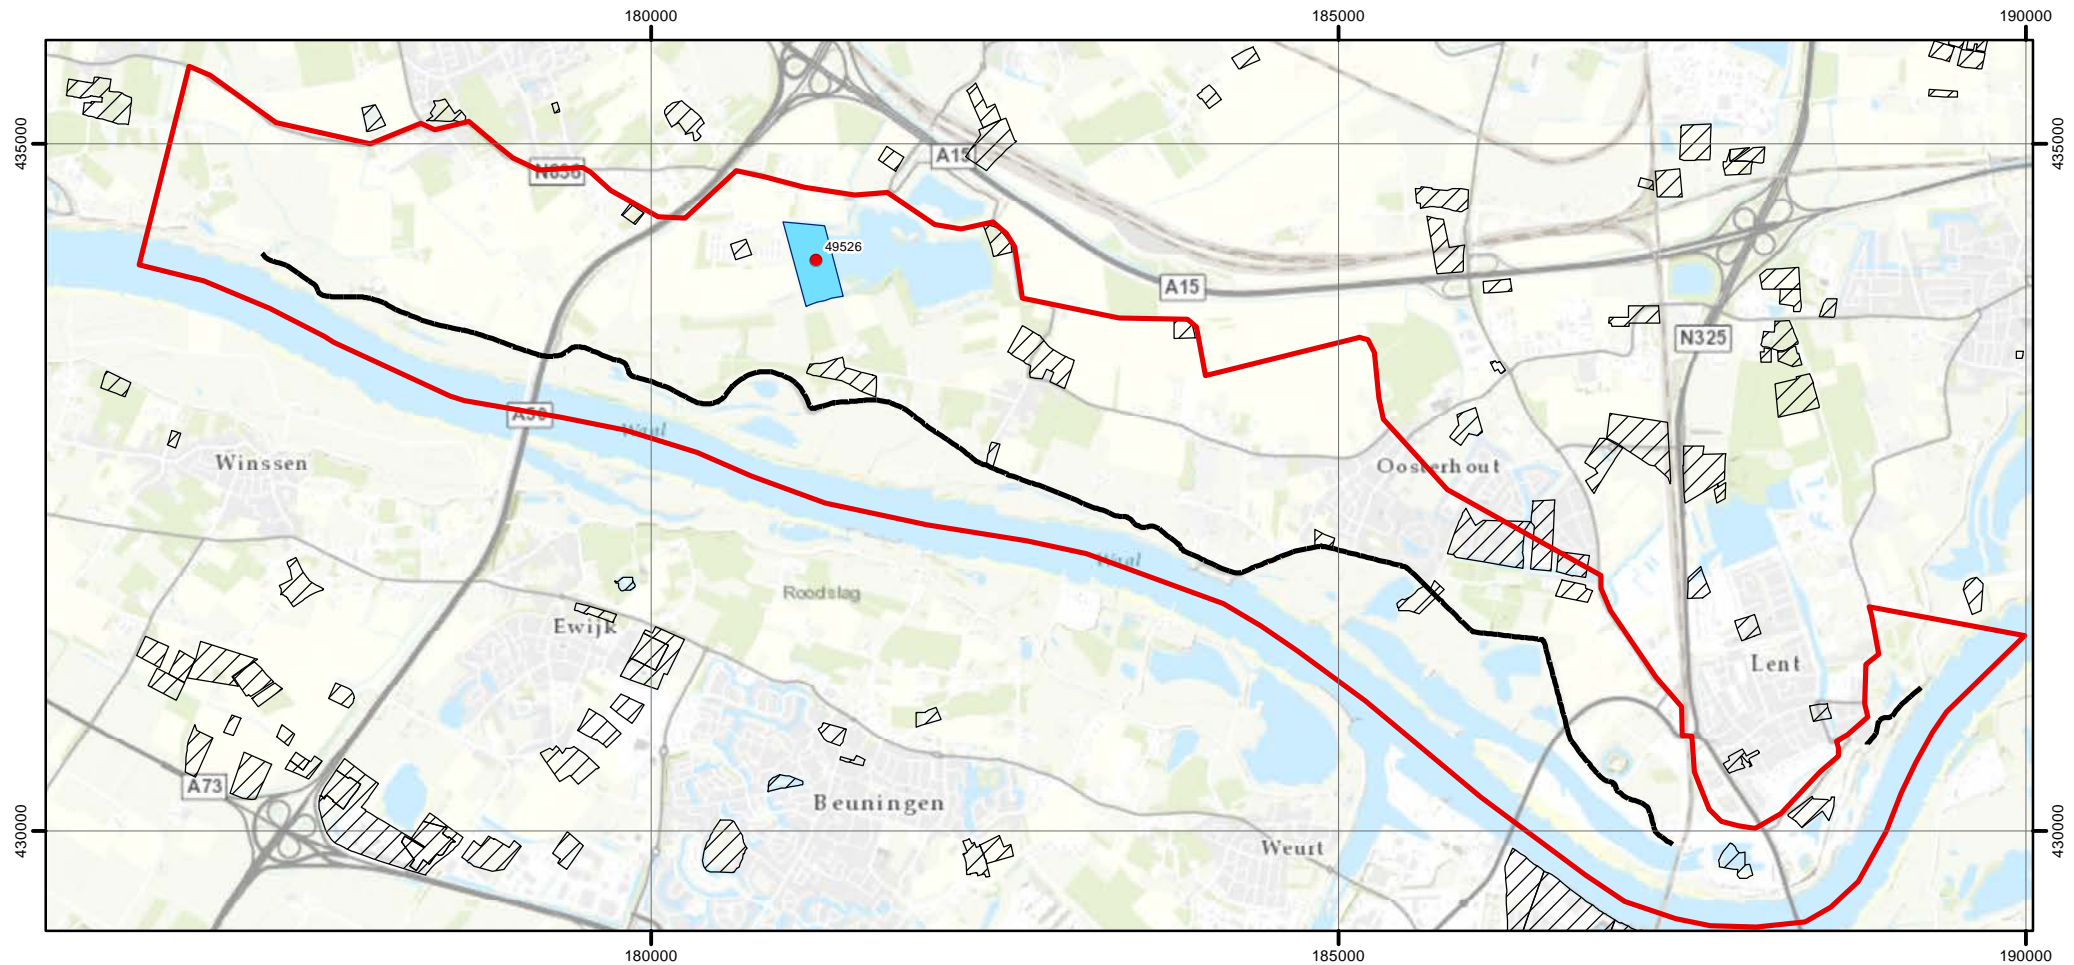 180000
185000
190000
435000
435000
A15
N836
49526
A15
N325
A50
Waal
Winssen
Oosterhout
Waal
Roodslag
Ewijk
Lent
A73
Beuningen
430000
430000
Weurt
180000
185000
190000